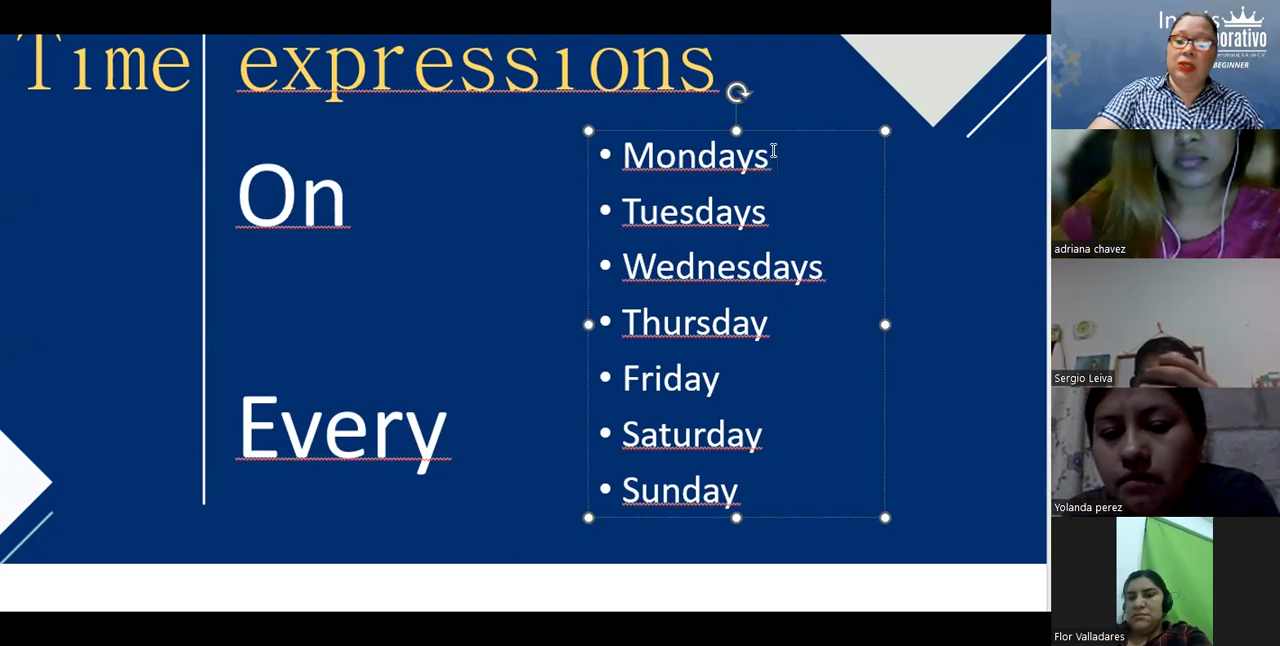 Time expressions
On
Every
• Mondays
• Tuesdays
• Wednesdays
• Thursday
• Friday
• Saturday
• Sunday
BEGINNER
adriana chavez
Sergio Leiva
Yolanda perez
Flor Valladares